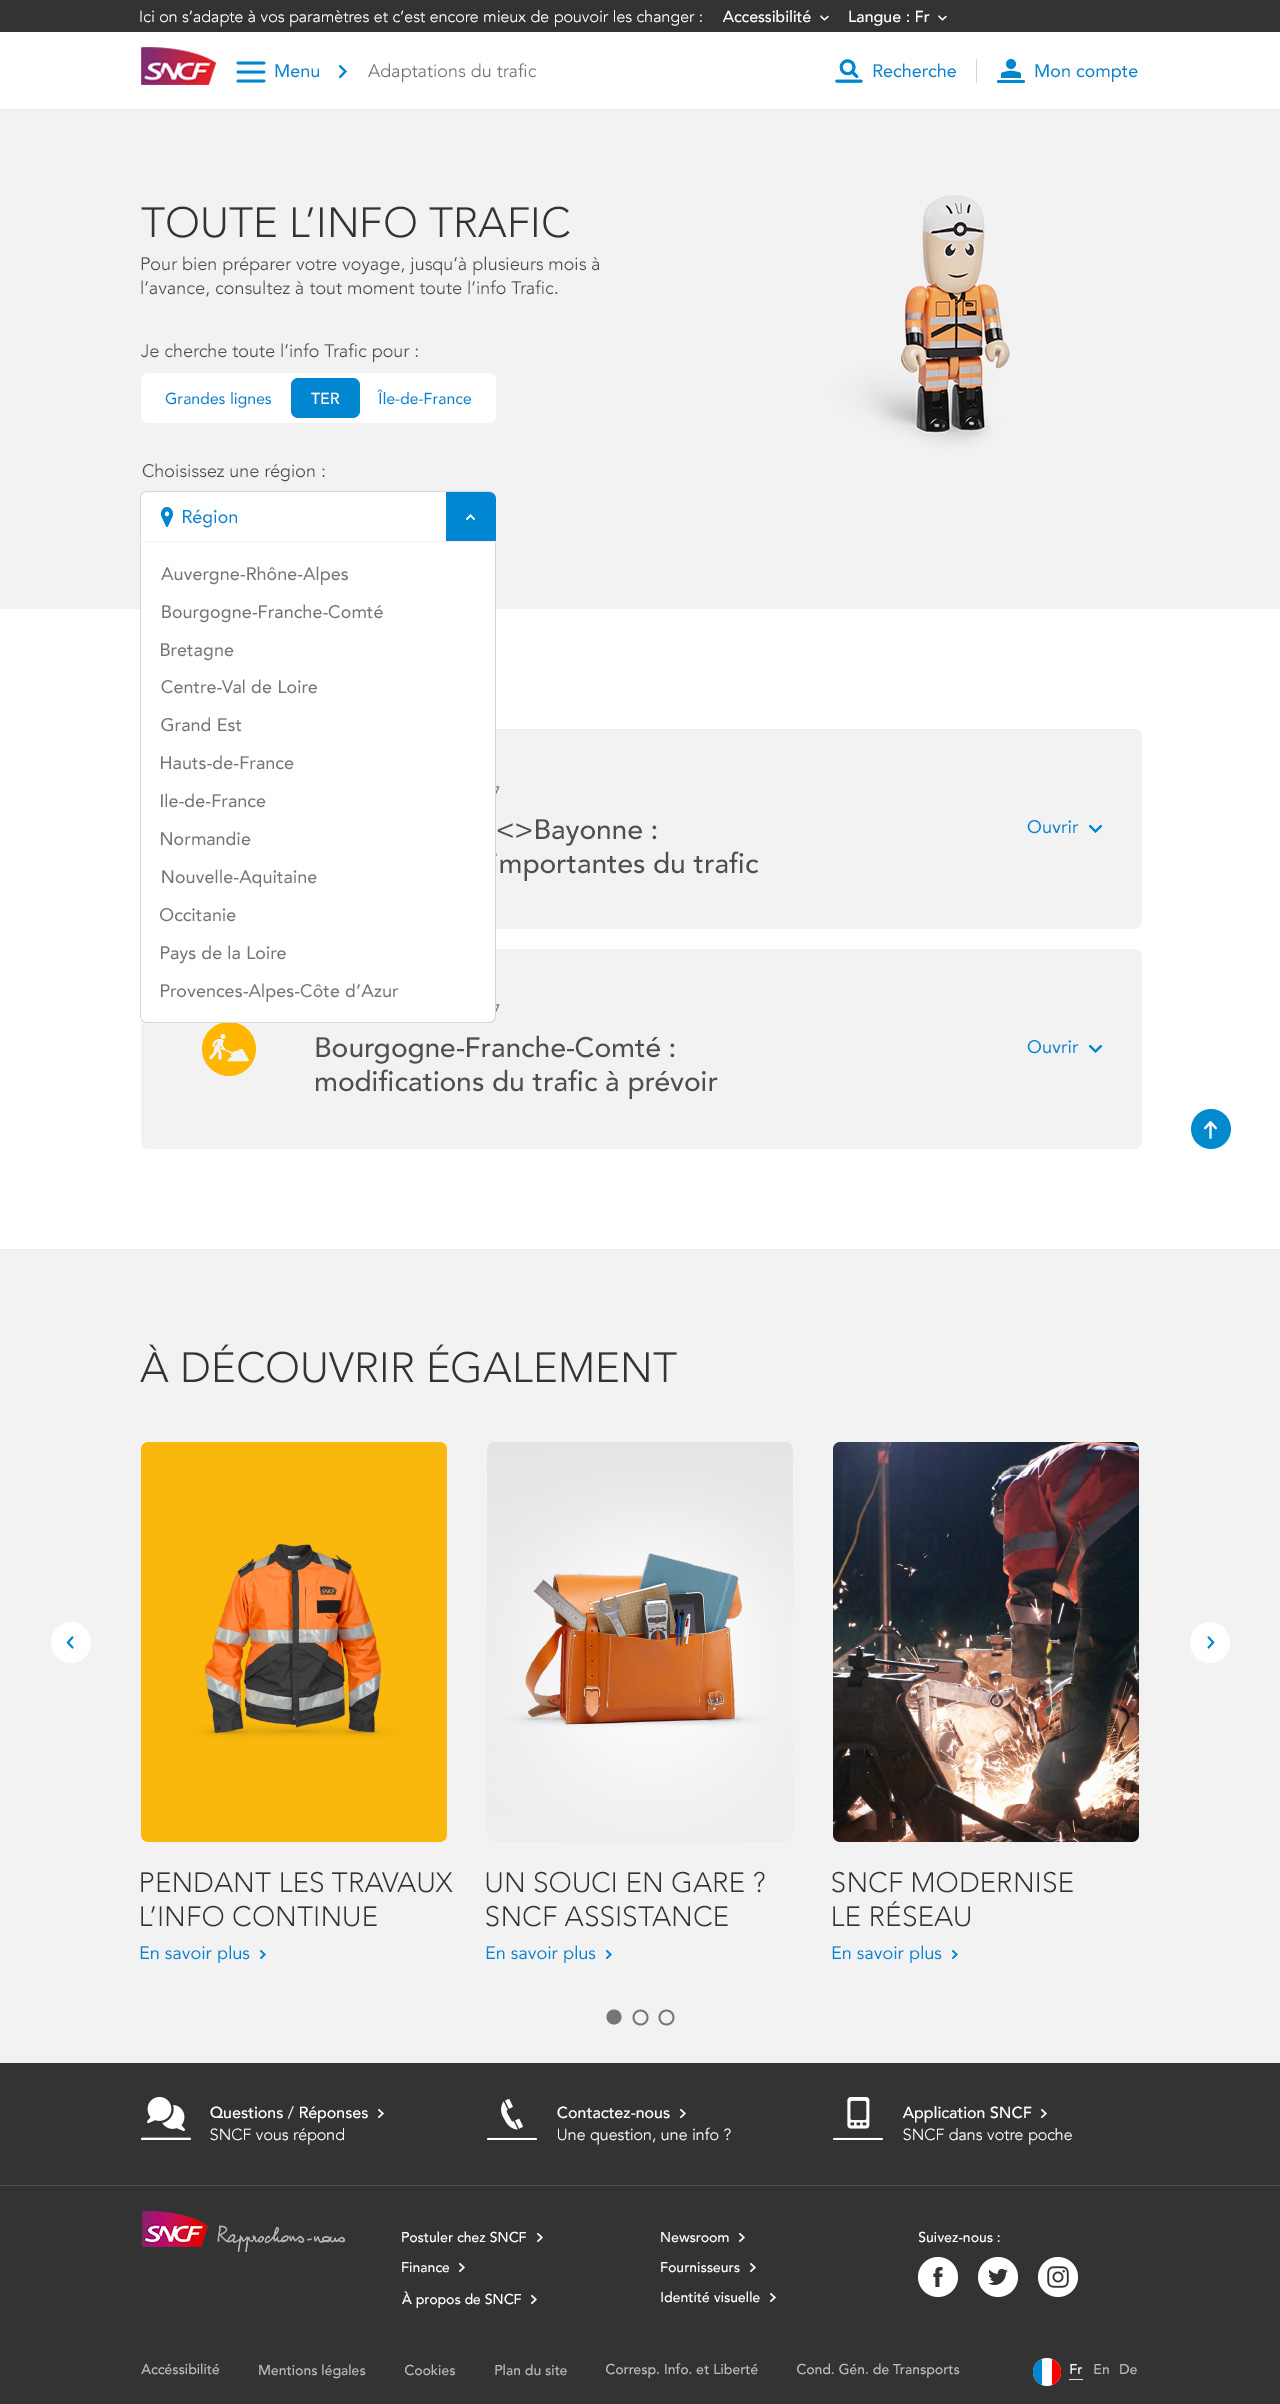 Ici on s’adapte à vos paramètres et c’est encore mieux de pouvoir les changer : Accessibilité Langue : Fr
SNCF Menu Adaptations du trafic Recherche Mon compte
TOUTE L’INFO TRAFIC
Pour bien préparer votre voyage, jusqu’à plusieurs mois à
l’avance, consultez à tout moment toute l’info Trafic.
Je cherche toute l’info Trafic pour :
Grandes lignes TER Île-de-France
Choisissez une région :
Région
Auvergne-Rhône-Alpes
Bourgogne-Franche-Comté
Bretagne
Centre-Val de Loire
Grand Est
Hauts-de-France
Ile-de-France
Normandie
Nouvelle-Aquitaine
Occitanie
Pays de la Loire
Provences-Alpes-Côte d’Azur
7
<>Bayonne :
importantes du trafic
Ouvrir
7
Bourgogne-Franche-Comté :
modifications du trafic à prévoir
Ouvrir
À DÉCOUVRIR ÉGALEMENT
SNCF
PENDANT LES TRAVAUX
L’INFO CONTINUE
En savoir plus
UN SOUCI EN GARE ?
SNCF ASSISTANCE
En savoir plus
SNCF MODERNISE
LE RÉSEAU
En savoir plus
Questions / Réponses
SNCF vous répond
Contactez-nous
Une question, une info ?
Application SNCF
SNCF dans votre poche
SNCF Rapprochons-nous
Postuler chez SNCF
Finance
À propos de SNCF
Newsroom
Fournisseurs
Identité visuelle
Suivez-nous :
Accéssibilité Mentions légales Cookies Plan du site Corresp. Info. et Liberté Cond. Gén. de Transports Fr En De